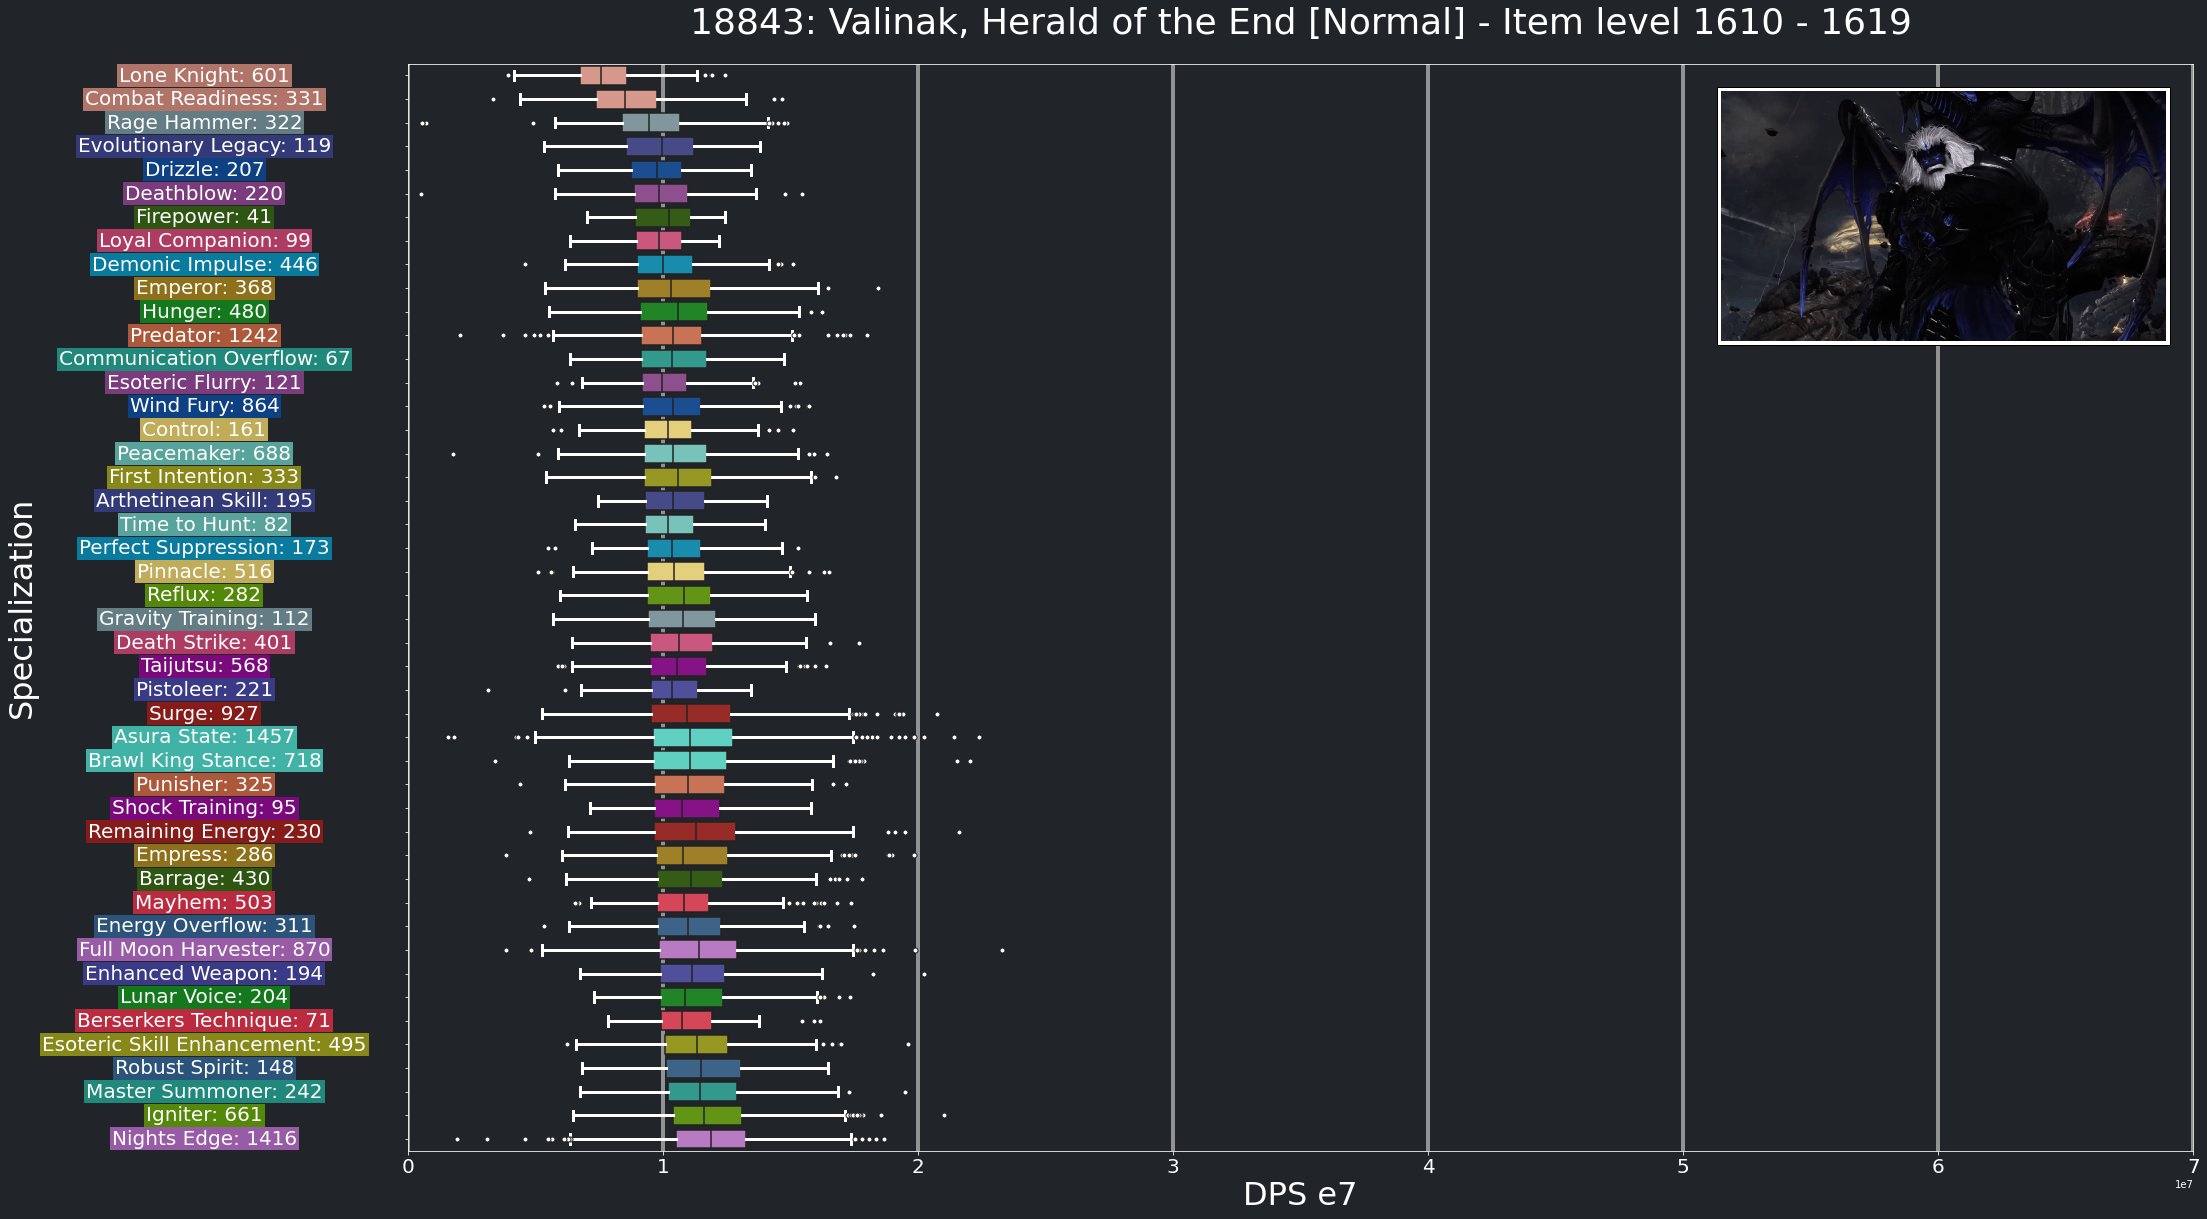 18843: Valinak, Herald of the End [Normal] - Item level 1610 - 1619
Specialization
Lone Knight: 601
Combat Readiness: 331
Rage Hammer: 322
Evolutionary Legacy: 119
Drizzle: 207
Deathblow: 220
Firepower: 41
Loyal Companion: 99
Demonic Impulse: 446
Emperor: 368
Hunger: 480
Predator: 1242
Communication Overflow: 67
Esoteric Flurry: 121
Wind Fury: 864
Control: 161
Peacemaker: 688
First Intention: 333
Arthetinean Skill: 195
Time to Hunt: 82
Perfect Suppression: 173
Pinnacle: 516
Reflux: 282
Gravity Training: 112
Death Strike: 401
Taijutsu: 568
Pistoleer: 221
Surge: 927
Asura State: 1457
Brawl King Stance: 718
Punisher: 325
Shock Training: 95
Remaining Energy: 230
Empress: 286
Barrage: 430
Mayhem: 503
Energy Overflow: 311
Full Moon Harvester: 870
Enhanced Weapon: 194
Lunar Voice: 204
Berserkers Technique: 71
Esoteric Skill Enhancement: 495
Robust Spirit: 148
Master Summoner: 242
Igniter: 661
Nights Edge: 1416
0 1 2 3 4 5 6 7
1e7
DPS e7